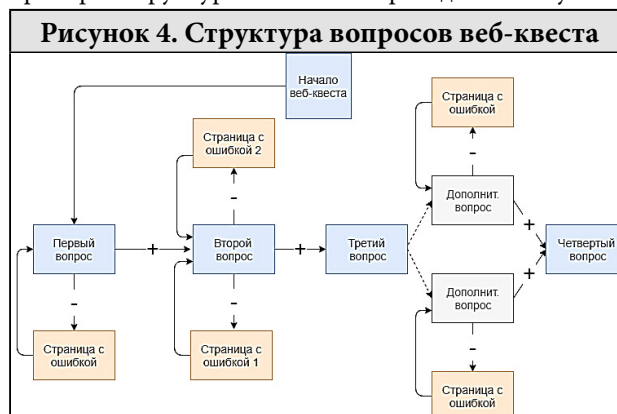 Рисунок 4. Структура вопросов веб-квеста
Начало
веб-квеста
Страница с
ошибкой 2
Страница с
ошибкой
Дополнит.
вопрос
-
-
Первый
вопрос
+
Второй
вопрос
+
Третий
вопрос
+
Четвертый
вопрос
+
-
-
Дополнит.
вопрос
-
Страница с
ошибкой
Страница с
ошибкой 1
Страница с
ошибкой